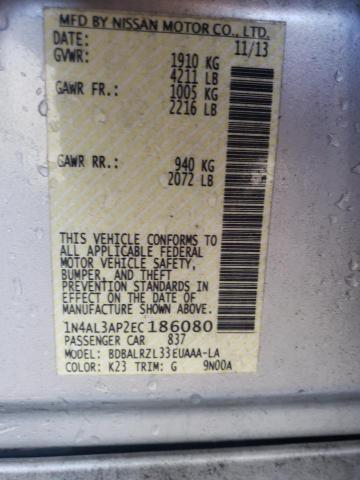 MFD BY NISSAN MOTOR CO., LTD.
DATE: 11/13
GVWR: 1910 KG
4211 LB
GAWR FR: 1005 KG
2216 LB
GAWR RR: 940 KG
2072 LB
THIS VEHICLE CONFORMS TO
ALL APPLICABLE FEDERAL
MOTOR VEHICLE SAFETY,
BUMPER, AND THEFT
PREVENTION STANDARDS IN
EFFECT ON THE DATE OF
MANUFACTURE SHOWN ABOVE.
1N4AL3AP2EC186080
PASSENGER CAR 837
MODEL: BDBALRZL33EUAAA-LA
COLOR: K23 TRIM: G 9N00A